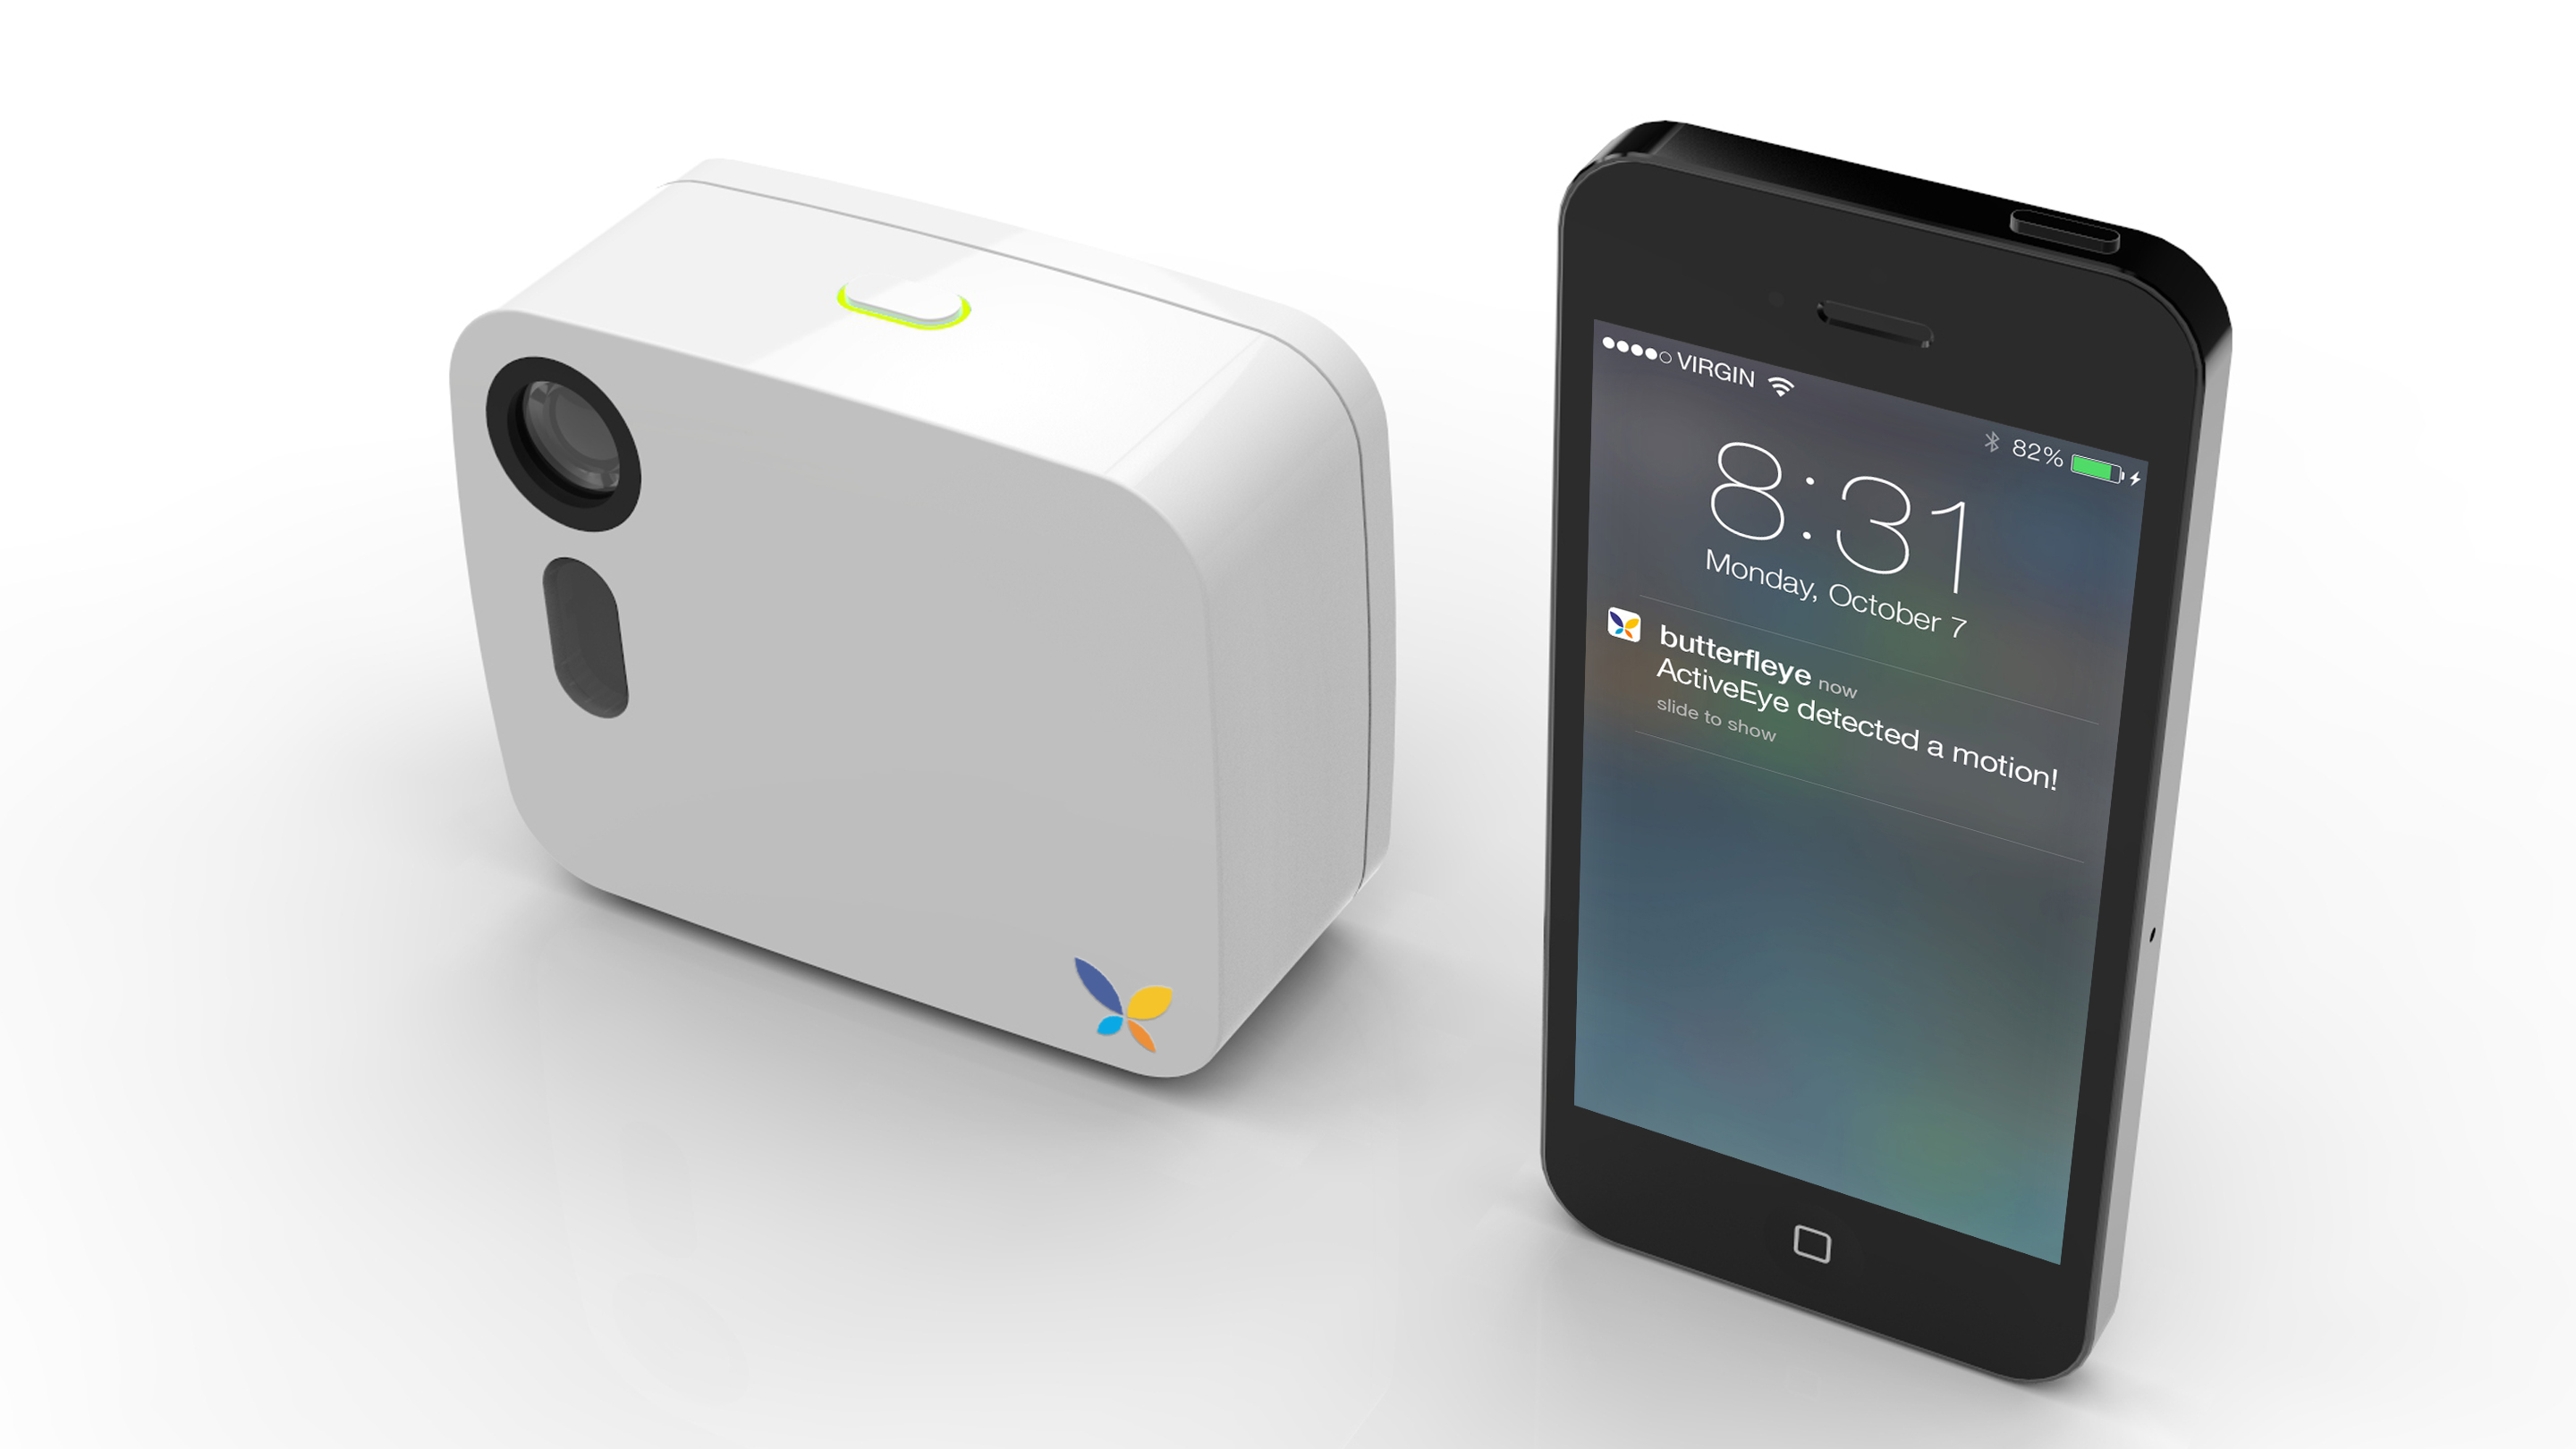 VIRGIN
82%
8:31
Monday, October 7
butterfleye now
ActiveEye detected a motion!
slide to show